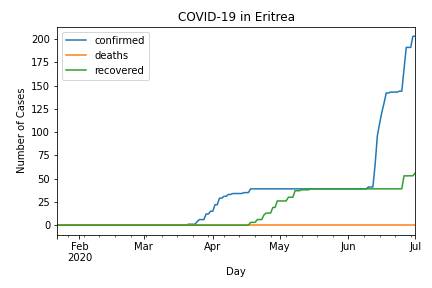 COVID-19 in Eritrea
confirmed
deaths
recovered
Number of Cases
200
175
150
125
100
75
50
25
0
Feb
2020
Mar
Apr
May
Jun
Jul
Day